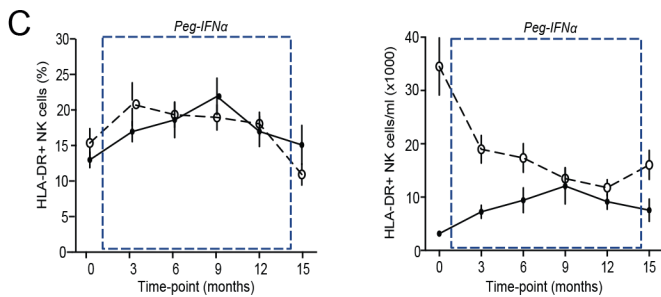 C
Peg-IFNα
30
25
20
15
10
5
0
HLA-DR+ NK cells (%)
0 3 6 9 12 15
Time-point (months)
Peg-IFNα
40
30
20
10
0
HLA-DR+ NK cells/ml (x1000)
0 3 6 9 12 15
Time-point (months)